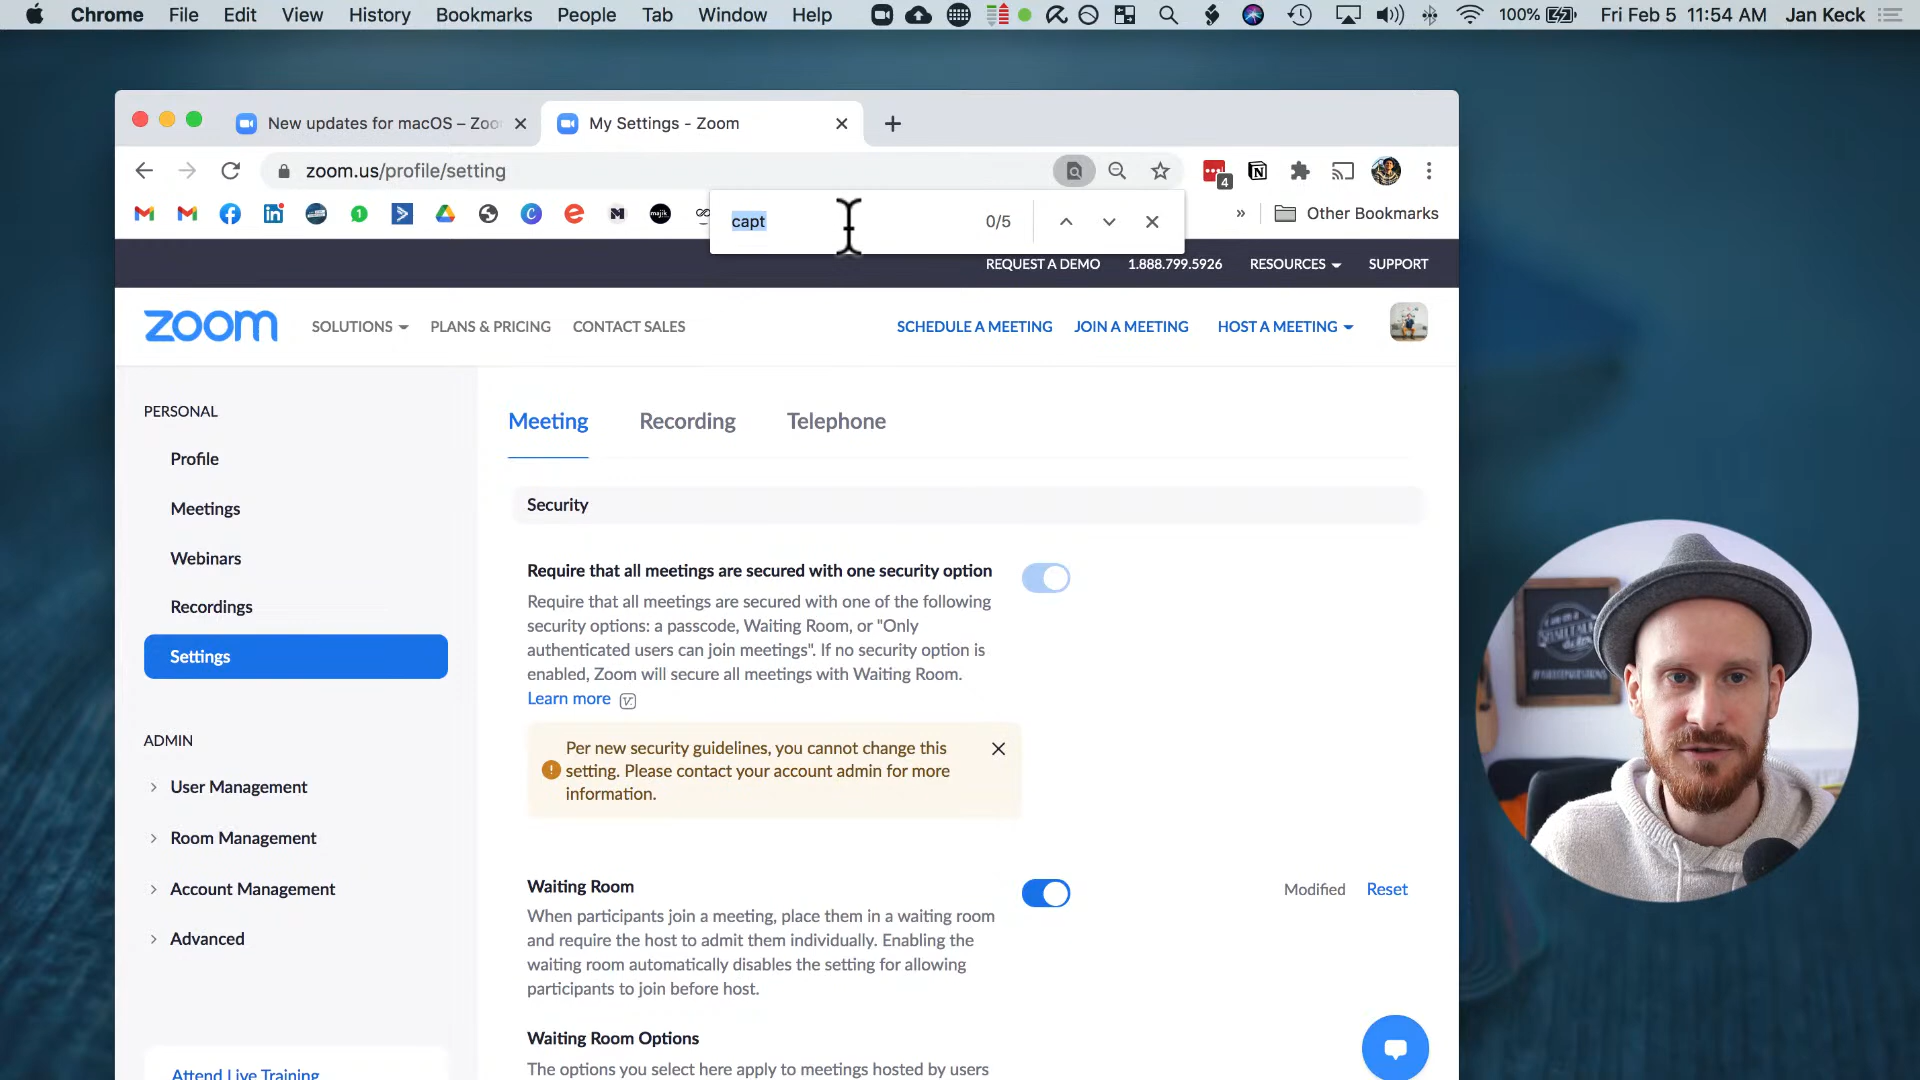 Chrome File Edit View History Bookmarks People Tab Window Help 100% Fri Feb 5 11:54 AM Jan Keck
New updates for macOS – Zoo
My Settings - Zoom
zoom.us/profile/setting
4
capt 0/5
» Other Bookmarks
REQUEST A DEMO 1.888.799.5926 RESOURCES SUPPORT
zoom SOLUTIONS PLANS & PRICING CONTACT SALES SCHEDULE A MEETING JOIN A MEETING HOST A MEETING
PERSONAL
Profile
Meetings
Webinars
Recordings
Settings
ADMIN
User Management
Room Management
Account Management
Advanced
Attend Live Training
Meeting Recording Telephone
Security
Require that all meetings are secured with one security option
Require that all meetings are secured with one of the following
security options: a passcode, Waiting Room, or "Only
authenticated users can join meetings". If no security option is
enabled, Zoom will secure all meetings with Waiting Room.
Learn more
Per new security guidelines, you cannot change this
setting. Please contact your account admin for more
information.
Waiting Room
Modified Reset
When participants join a meeting, place them in a waiting room
and require the host to admit them individually. Enabling the
waiting room automatically disables the setting for allowing
participants to join before host.
Waiting Room Options
The options you select here apply to meetings hosted by users